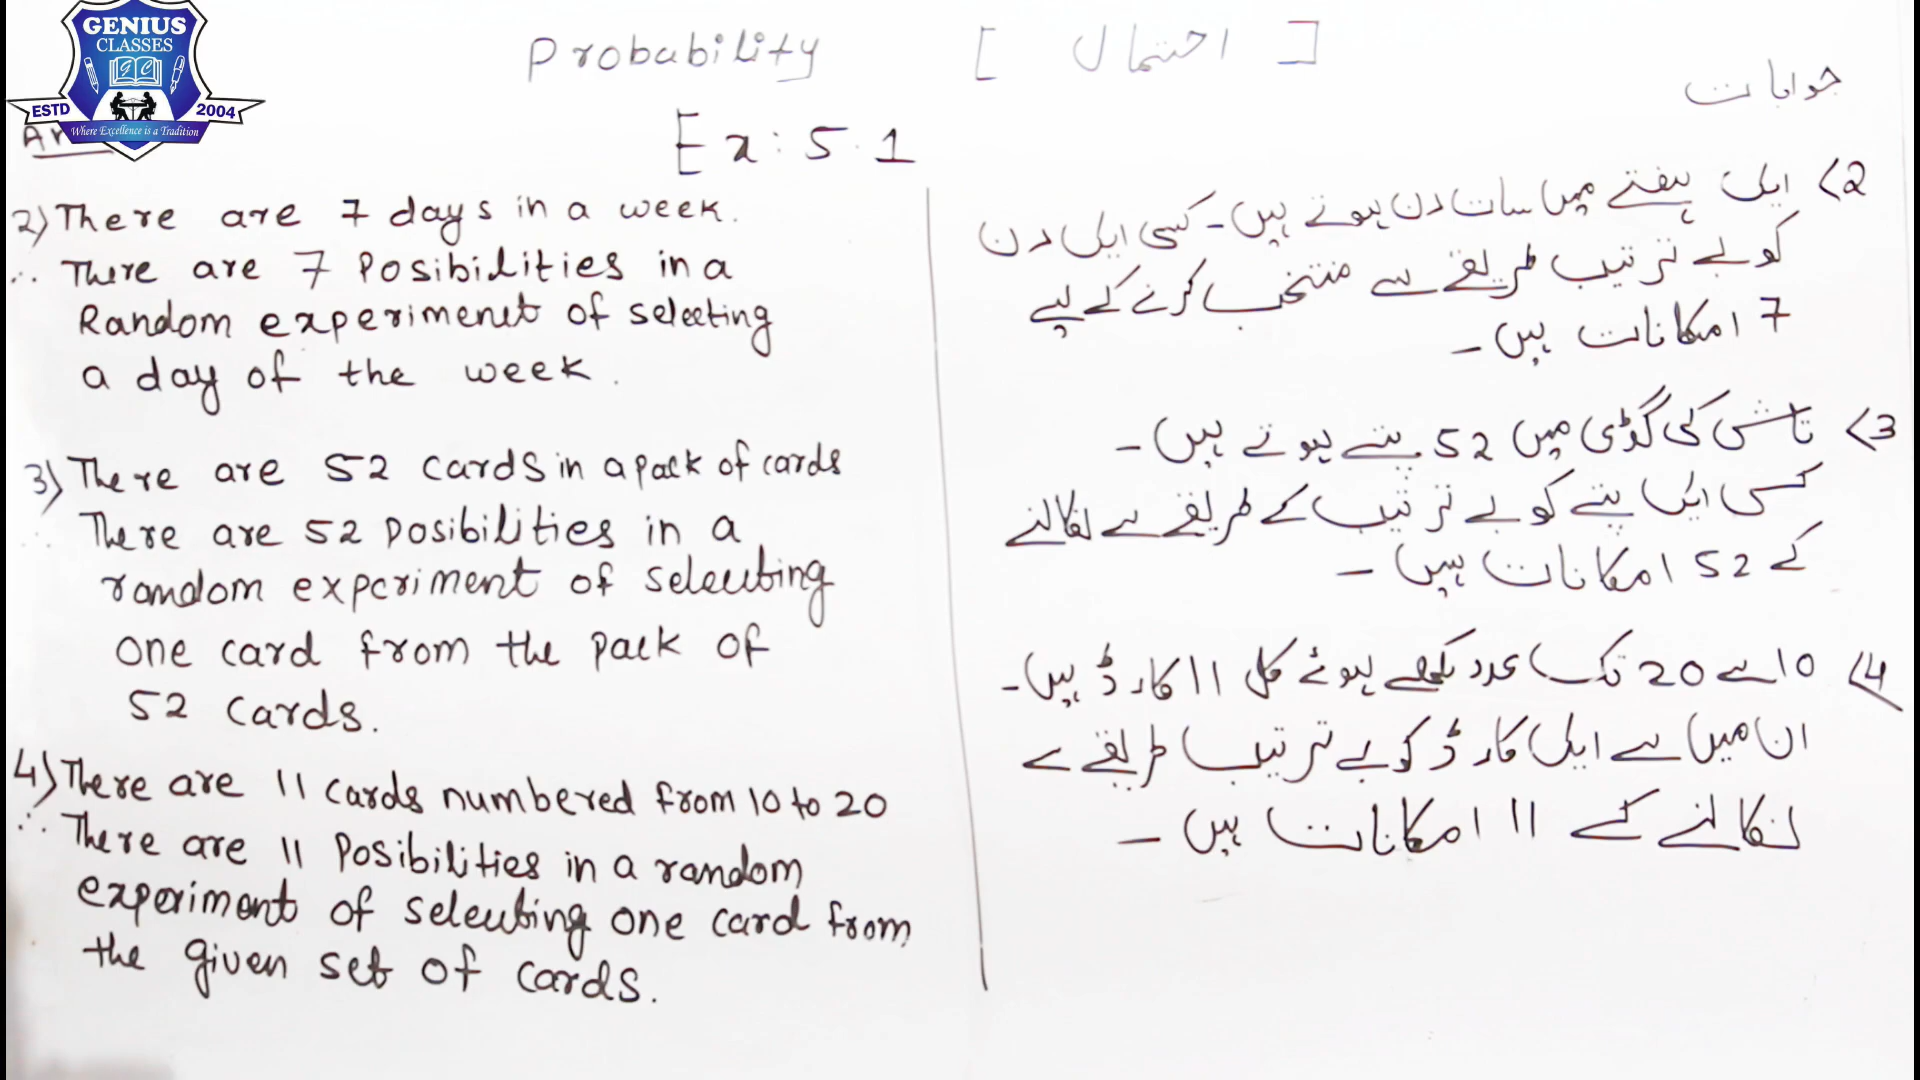 GENIUS
CLASSES
GC
ESTD 2004
Where Excellence is a Tradition
Probability [ احتمال ]
جوابات
Ex: 5.1
2) There are 7 days in a week.
∴ There are 7 Posibilities in a
Random experimenut of selecting
a day of the week.
3) There are 52 cards in a pack of cards
There are 52 posibilities in a
random experiment of selecting
one card from the pack of
52 cards.
4) There are 11 cards numbered from 10 to 20
∴ There are 11 Posibilities in a random
experiment of selecting one card from
the given set of cards.
2> ایک ہفتے میں سات دن ہوتے ہیں۔ کسی ایک دن
کو بے ترتیب طریقے سے منتخب کرنے کے لیے
7 امکانات ہیں۔
3> تاش کی گڈی میں 52 پتے ہوتے ہیں۔
کسی ایک پتے کو بے ترتیب کے طریقے سے نکالنے
کے 52 امکانات ہیں۔
4> 10 سے 20 تک عدد لکھے ہوئے کل 11 کارڈ ہیں۔
ان میں سے ایک کارڈ کو بے ترتیب طریقے سے
نکالنے کے 11 امکانات ہیں۔